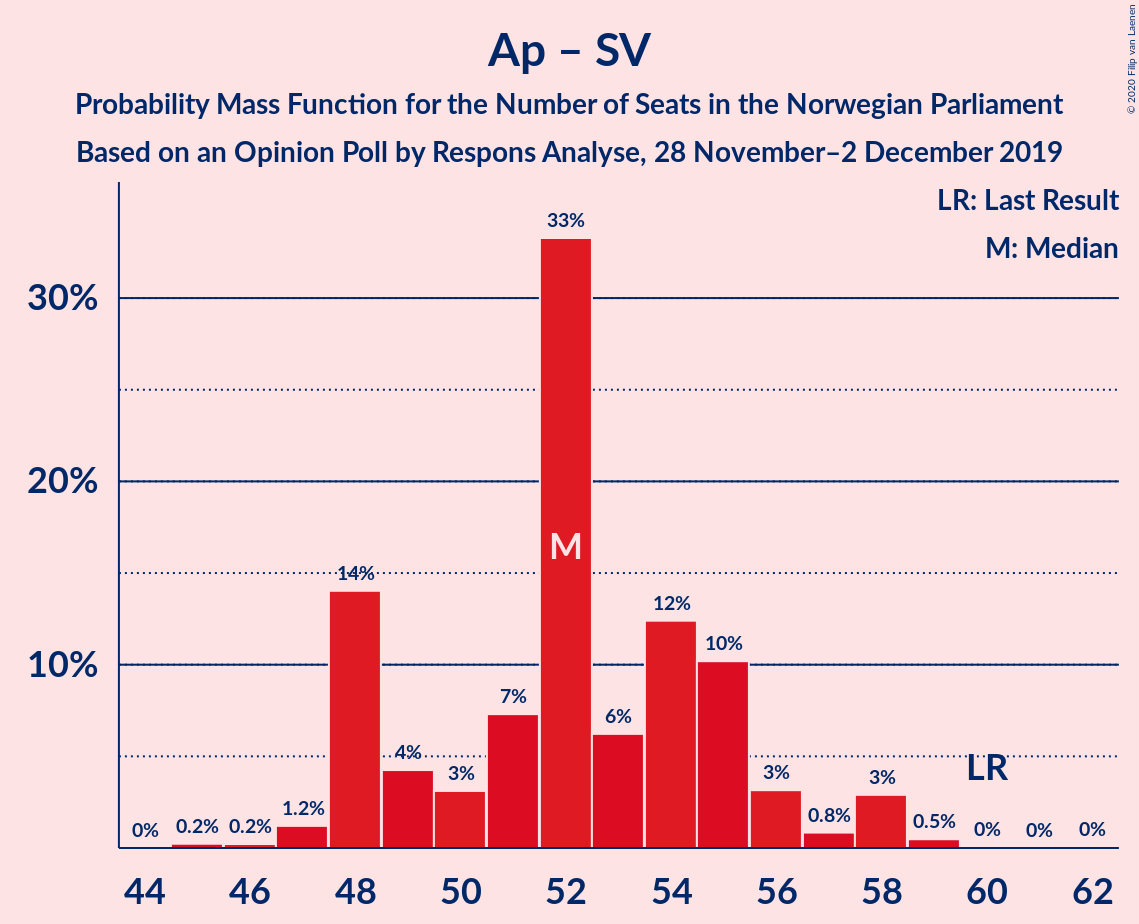 Ap – SV
Probability Mass Function for the Number of Seats in the Norwegian Parliament
Based on an Opinion Poll by Respons Analyse, 28 November–2 December 2019
© 2020 Filip van Laenen
LR: Last Result
M: Median
30%
20%
10%
0%
0.2%
0.2%
1.2%
14%
4%
3%
7%
33%
M
6%
12%
10%
3%
0.8%
3%
0.5%
LR
0%
0%
0%
44 46 48 50 52 54 56 58 60 62